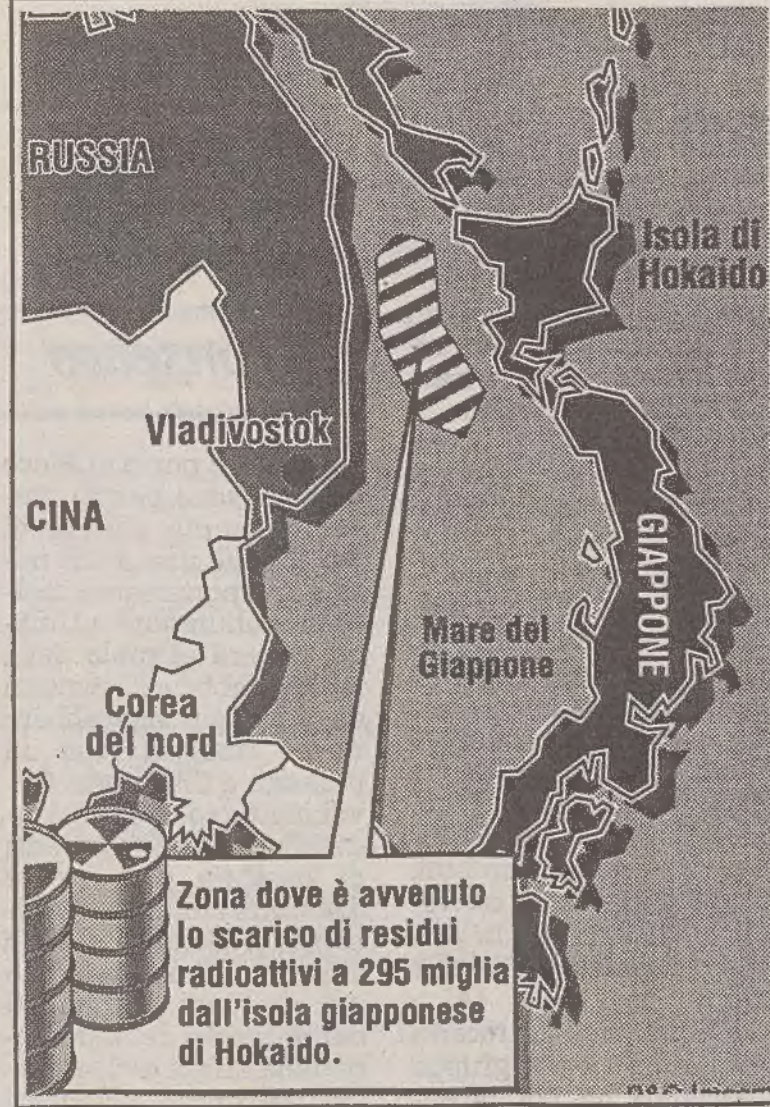 RUSSIA
Isola di
Hokaido
Vladivostok
CINA
GIAPPONE
Mare del
Giappone
Corea
del nord
Zona dove è avvenuto
lo scarico di residui
radioattivi a 295 miglia
dall'isola giapponese
di Hokaido.